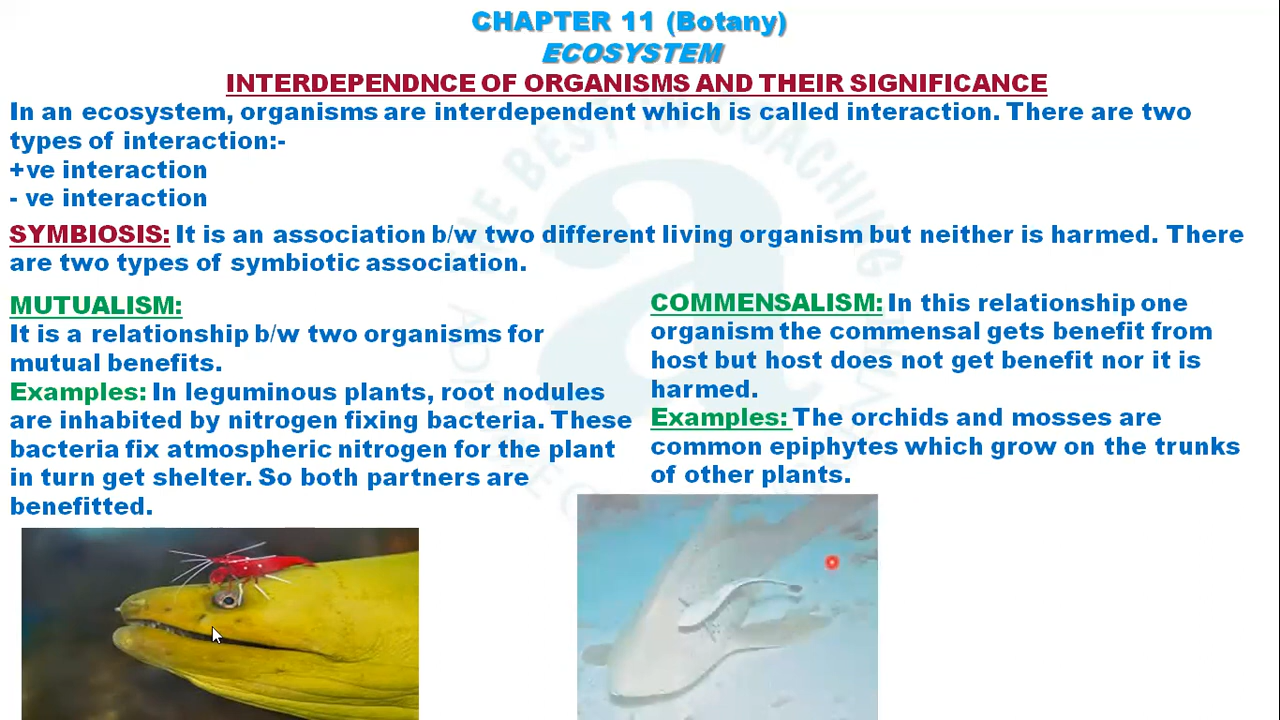 CHAPTER 11 (Botany)
ECOSYSTEM
INTERDEPENDNCE OF ORGANISMS AND THEIR SIGNIFICANCE
In an ecosystem, organisms are interdependent which is called interaction. There are two
types of interaction:-
+ve interaction
- ve interaction
SYMBIOSIS: It is an association b/w two different living organism but neither is harmed. There
are two types of symbiotic association.
MUTUALISM:
It is a relationship b/w two organisms for
mutual benefits.
Examples: In leguminous plants, root nodules
are inhabited by nitrogen fixing bacteria. These
bacteria fix atmospheric nitrogen for the plant
in turn get shelter. So both partners are
benefitted.
COMMENSALISM: In this relationship one
organism the commensal gets benefit from
host but host does not get benefit nor it is
harmed.
Examples: The orchids and mosses are
common epiphytes which grow on the trunks
of other plants.